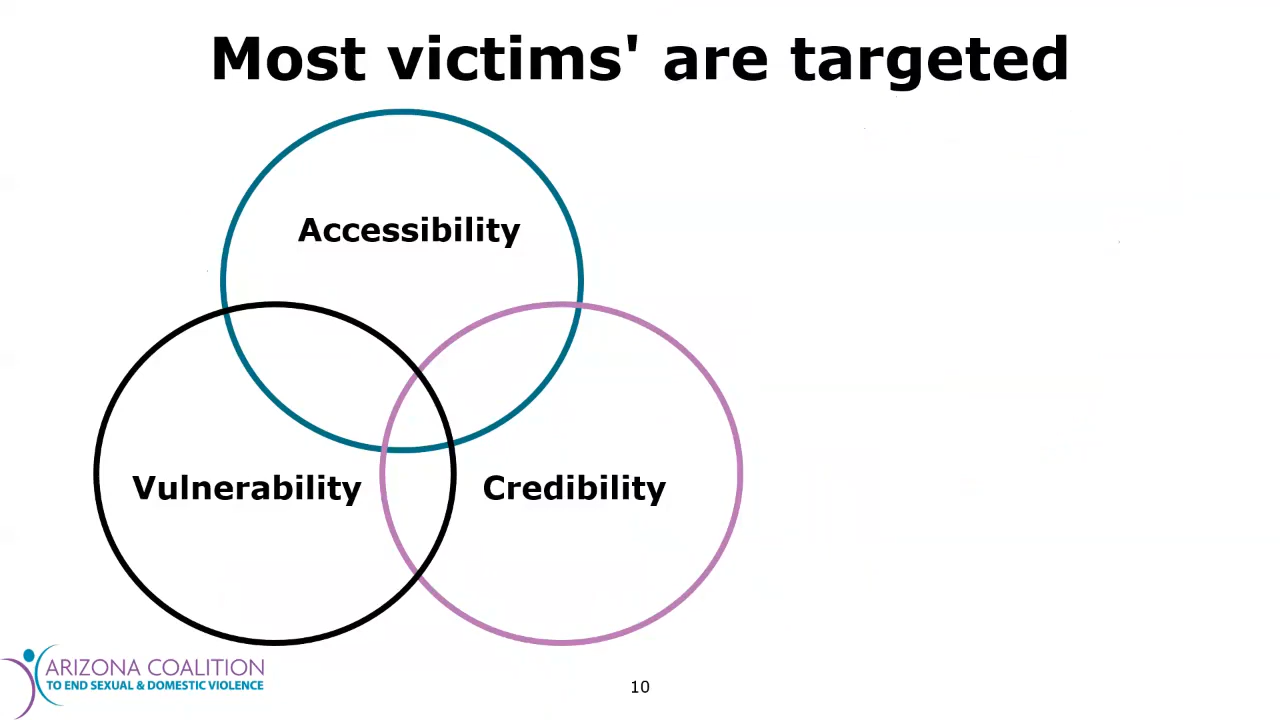 Most victims' are targeted
Accessibility
Vulnerability
Credibility
ARIZONA COALITION
TO END SEXUAL & DOMESTIC VIOLENCE
10